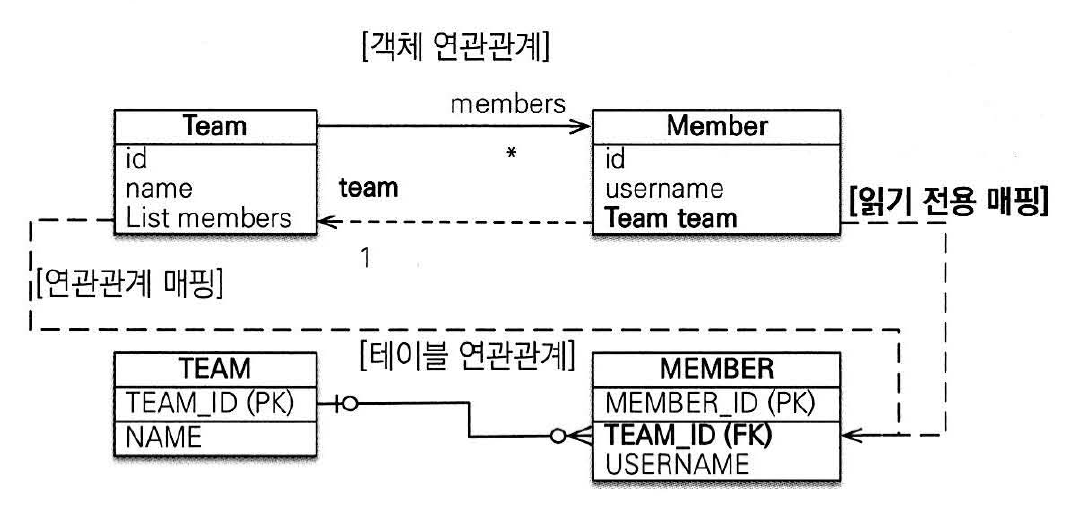 [객체 연관관계]
members
Team
Member
*
id
name
List members
team
id
username
Team team
[읽기 전용 매핑]
1
[연관관계 매핑]
[테이블 연관관계]
TEAM
TEAM_ID (PK)
NAME
MEMBER
MEMBER_ID (PK)
TEAM_ID (FK)
USERNAME